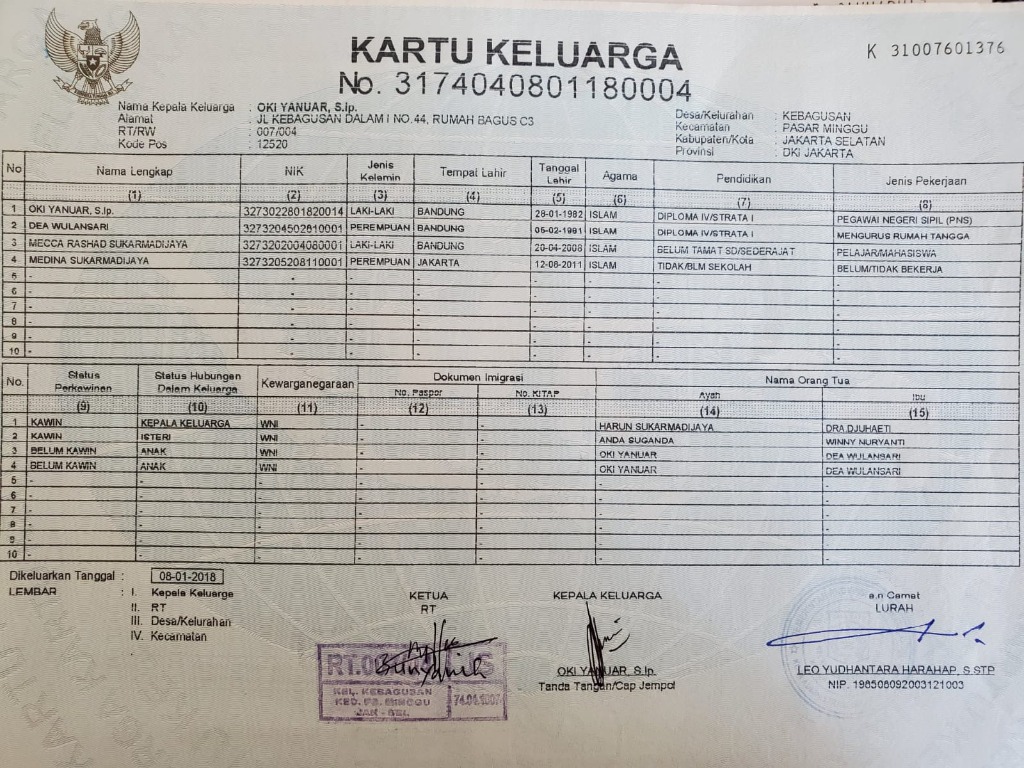 K 31007601376
KARTU KELUARGA
No. 3174040801180004
Nama Kepala Keluarga : OKI YANUAR, S.Ip.
Alamat : JL KEBAGUSAN DALAM I NO.44, RUMAH BAGUS C3
RT/RW : 007/004
Kode Pos : 12520
Desa/Kelurahan : KEBAGUSAN
Kecamatan : PASAR MINGGU
Kabupaten/Kota : JAKARTA SELATAN
Provinsi : DKI JAKARTA
No Nama Lengkap NIK Jenis Kelamin Tempat Lahir Tanggal Lahir Agama Pendidikan Jenis Pekerjaan
(1) (2) (3) (4) (5) (6) (7) (8)
1 OKI YANUAR, S.Ip. 3273022801820014 LAKI-LAKI BANDUNG 28-01-1982 ISLAM DIPLOMA IV/STRATA I PEGAWAI NEGERI SIPIL (PNS)
2 DEA WULANSARI 3273204502810001 PEREMPUAN BANDUNG 05-02-1981 ISLAM DIPLOMA IV/STRATA I MENGURUS RUMAH TANGGA
3 MECCA RASHAD SUKARMADIJAYA 3273202004080001 LAKI-LAKI BANDUNG 20-04-2008 ISLAM BELUM TAMAT SD/SEDERAJAT PELAJAR/MAHASISWA
4 MEDINA SUKARMADIJAYA 3273205208110001 PEREMPUAN JAKARTA 12-08-2011 ISLAM TIDAK/BLM SEKOLAH BELUM/TIDAK BEKERJA
5 - - - - - - - -
6 - - - - - - - -
7 - - - - - - - -
8 - - - - - - - -
9 - - - - - - - -
10 - - - - - - - -
No. Status Perkawinan Status Hubungan Dalam Keluarga Kewarganegaraan Dokumen Imigrasi Nama Orang Tua
No. Paspor No. KITAP Ayah Ibu
(9) (10) (11) (12) (13) (14) (15)
1 KAWIN KEPALA KELUARGA WNI - - HARUN SUKARMADIJAYA DRA.DJUHAETI
2 KAWIN ISTERI WNI - - ANDA SUGANDA WINNY NURYANTI
3 BELUM KAWIN ANAK WNI - - OKI YANUAR DEA WULANSARI
4 BELUM KAWIN ANAK WNI - - OKI YANUAR DEA WULANSARI
5 - - - - - - -
6 - - - - - - -
7 - - - - - - -
8 - - - - - - -
9 - - - - - - -
10 - - - - - - -
Dikeluarkan Tanggal : 08-01-2018
LEMBAR : I. Kepala Keluarga
II. RT
III. Desa/Kelurahan
IV. Kecamatan
KETUA
RT
KEL. KEBAGUSAN
KEC. PS. MINGGU
JAK - SEL.
KEPALA KELUARGA
OKI YANUAR, S.Ip.
Tanda Tangan/Cap Jempol
a.n Camat
LURAH
LEO YUDHANTARA HARAHAP, S.STP
NIP. 198508092003121003